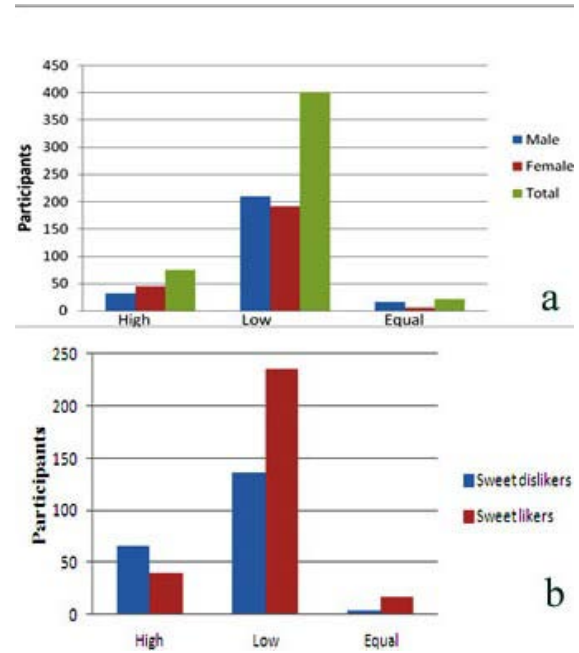 450
400
350
300
250
200
150
100
50
0
Participants
High Low Equal
Male
Female
Total
a
250
200
150
100
50
0
Participants
High Low Equal
Sweet dislikers
Sweet likers
b